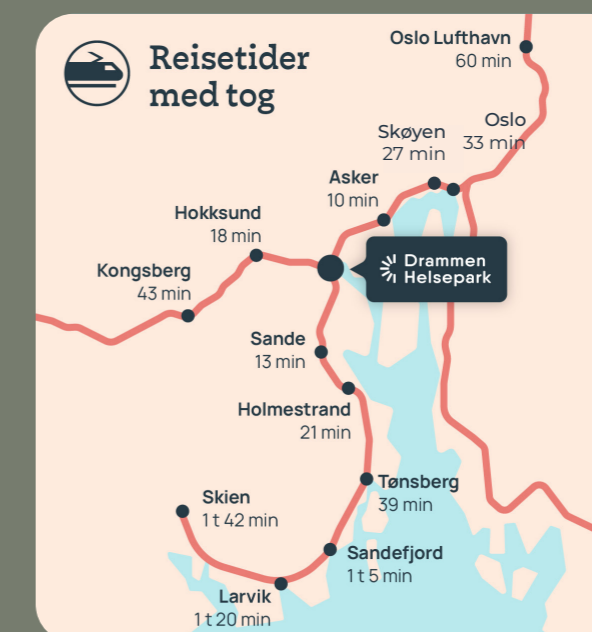 Reisetider
med tog
Oslo Lufthavn
60 min
Oslo
33 min
Skøyen
27 min
Asker
10 min
Hokksund
18 min
Drammen
Helsepark
Kongsberg
43 min
Sande
13 min
Holmestrand
21 min
Tønsberg
39 min
Skien
1 t 42 min
Sandefjord
1 t 5 min
Larvik
1 t 20 min